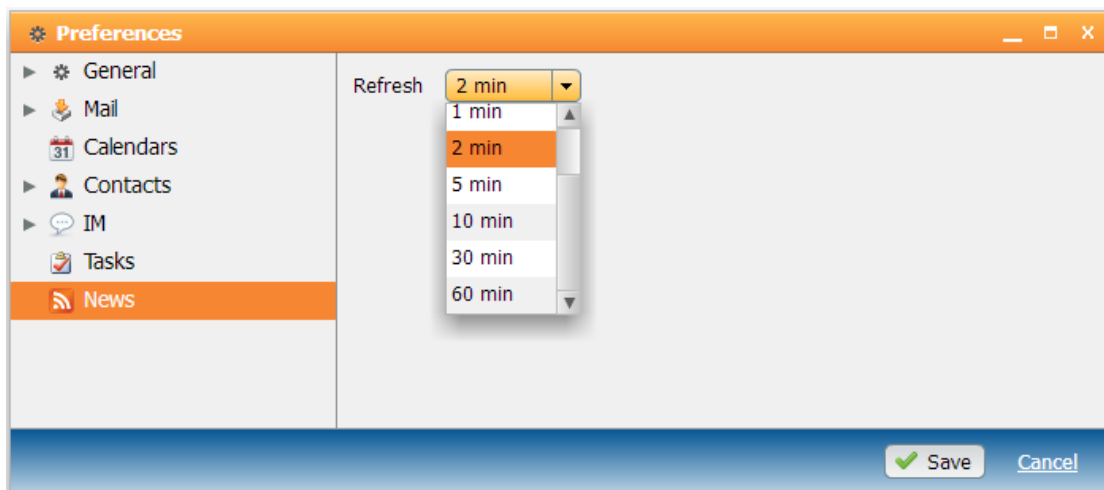 Preferences
General
Mail
31 Calendars
Contacts
IM
Tasks
News
Refresh 2 min
1 min
2 min
5 min
10 min
30 min
60 min
Save Cancel